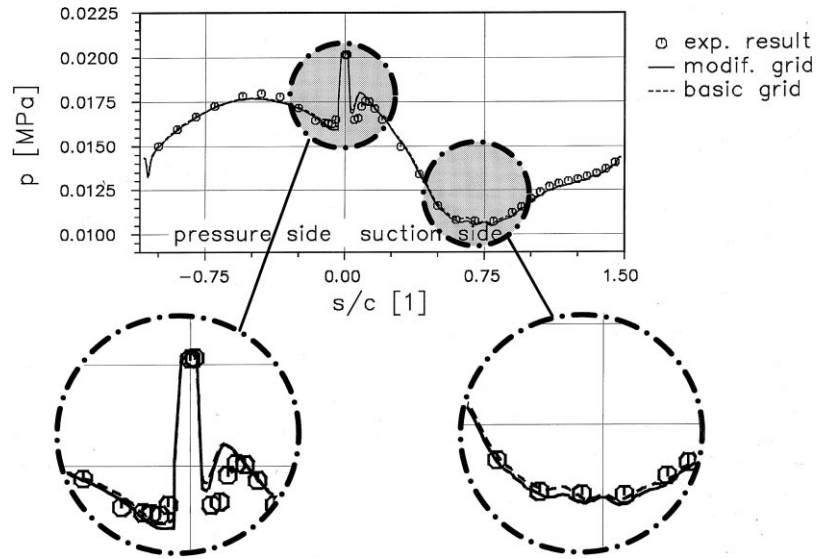 0.0225
0.0200
0.0175
0.0150
0.0125
0.0100
p [MPa]
pressure side suction side
−0.75 0.00 0.75 1.50
s/c [1]
exp. result
modif. grid
basic grid